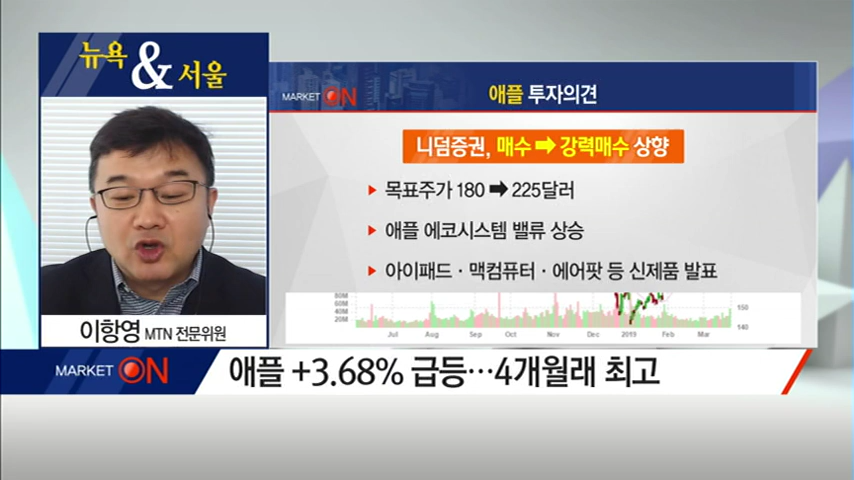 뉴욕 & 서울
MARKET ON
애플 투자의견
니덤증권, 매수 ➡ 강력매수 상향
▶ 목표주가 180 ➡ 225달러
▶ 애플 에코시스템 밸류 상승
▶ 아이패드 · 맥컴퓨터 · 에어팟 등 신제품 발표
80M
60M
40M
20M
150
140
Jul Aug Sep Oct Nov Dec 2019 Feb Mar
이항영 MTN 전문위원
MARKET ON
애플 +3.68% 급등…4개월래 최고